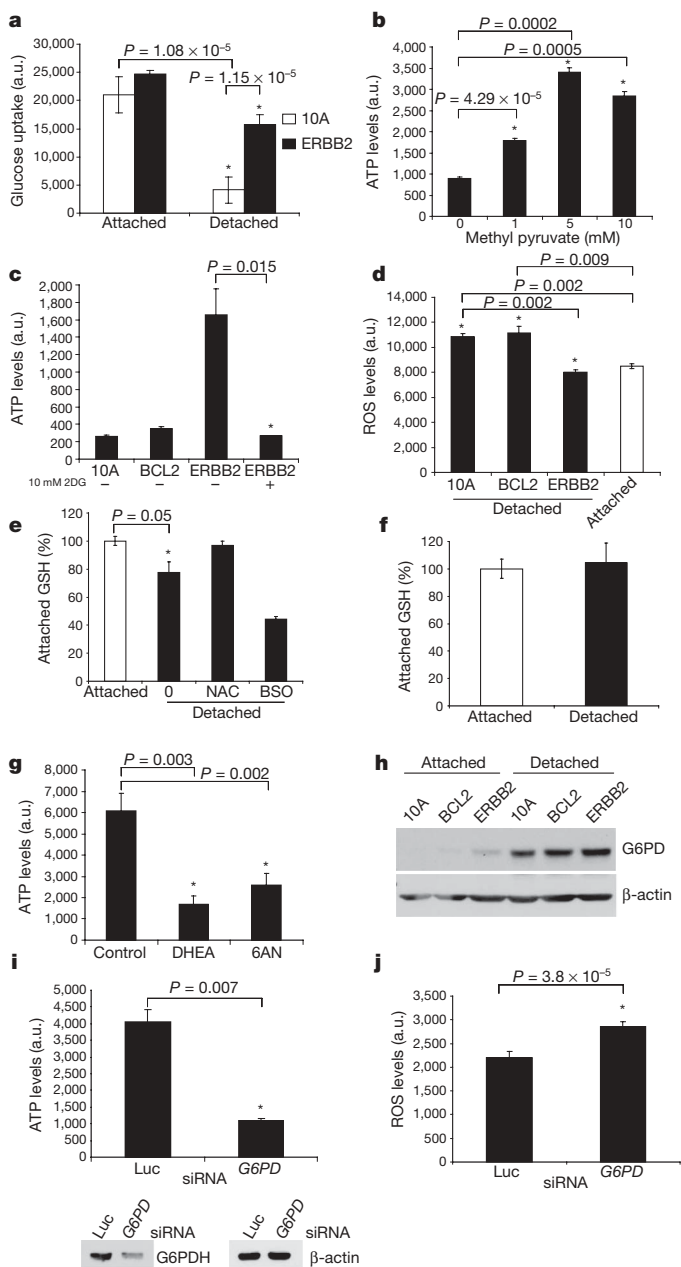 a
Glucose uptake (a.u.)
30,000
25,000
20,000
15,000
10,000
5,000
0
P = 1.08 × 10⁻⁵
P = 1.15 × 10⁻⁵
*
*
10A
ERBB2
Attached
Detached
b
ATP levels (a.u.)
4,000
3,500
3,000
2,500
2,000
1,500
1,000
500
0
P = 0.0002
P = 0.0005
P = 4.29 × 10⁻⁵
*
*
*
0 1 5 10
Methyl pyruvate (mM)
c
ATP levels (a.u.)
2,000
1,800
1,600
1,400
1,200
1,000
800
600
400
200
0
P = 0.015
*
10A BCL2 ERBB2 ERBB2
10 mM 2DG – – – +
d
ROS levels (a.u.)
14,000
12,000
10,000
8,000
6,000
4,000
2,000
0
P = 0.009
P = 0.002
P = 0.002
*
*
*
10A BCL2 ERBB2 Attached
Detached
e
Attached GSH (%)
120
100
80
60
40
20
0
P = 0.05
*
Attached 0 NAC BSO
Detached
f
Attached GSH (%)
120
100
80
60
40
20
0
Attached Detached
g
ATP levels (a.u.)
8,000
7,000
6,000
5,000
4,000
3,000
2,000
1,000
0
P = 0.003
P = 0.002
*
*
Control DHEA 6AN
h
Attached Detached
10A BCL2 ERBB2 10A BCL2 ERBB2
G6PD
β-actin
i
ATP levels (a.u.)
5,000
4,500
4,000
3,500
3,000
2,500
2,000
1,500
1,000
500
0
P = 0.007
*
Luc G6PD
siRNA
Luc G6PD siRNA
G6PDH
Luc G6PD siRNA
β-actin
j
ROS levels (a.u.)
3,500
3,000
2,500
2,000
1,500
1,000
500
0
P = 3.8 × 10⁻⁵
*
Luc G6PD
siRNA